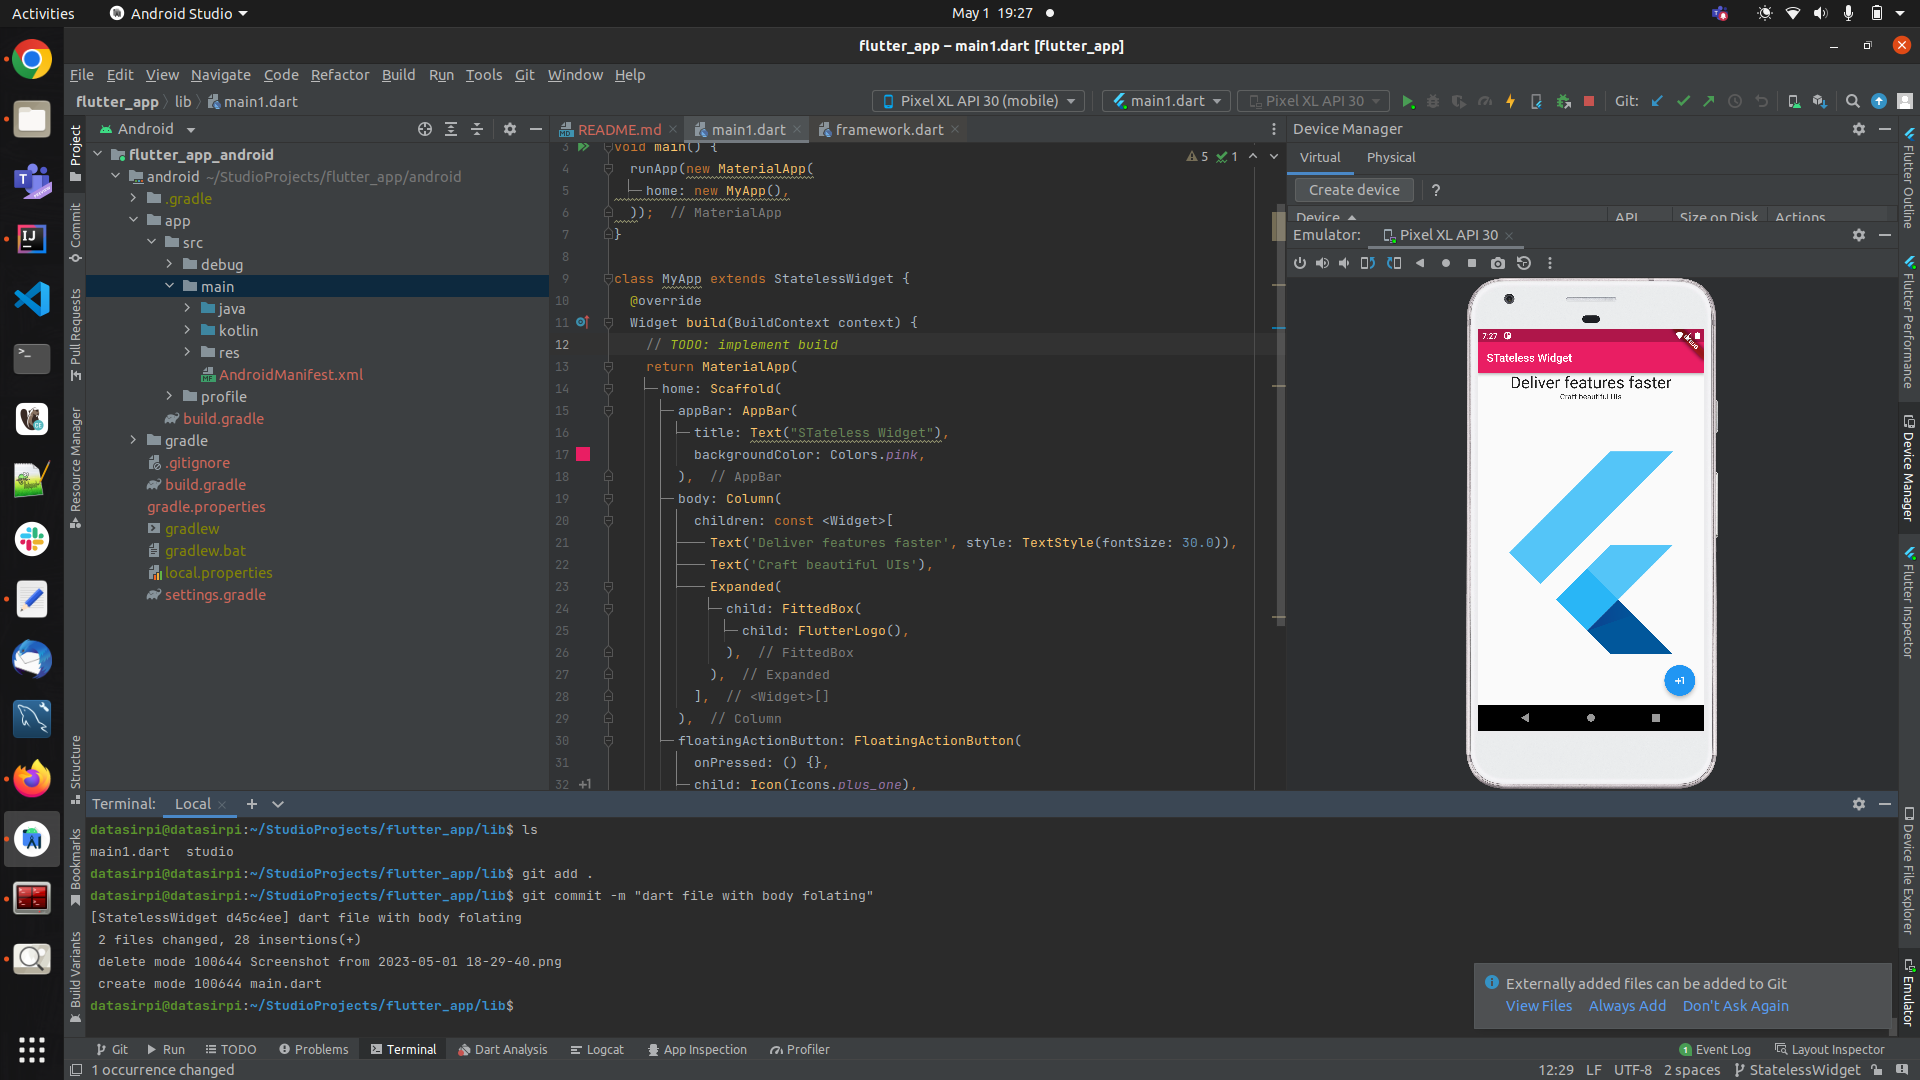 Activities
Android Studio
May 1 19:27
flutter_app – main1.dart [flutter_app]
File Edit View Navigate Code Refactor Build Run Tools Git Window Help
flutter_app lib main1.dart
Pixel XL API 30 (mobile)
main1.dart
Pixel XL API 30
Git:
Project
Commit
Pull Requests
Resource Manager
Structure
Bookmarks
Build Variants
Android
flutter_app_android
android ~/StudioProjects/flutter_app/android
.gradle
app
src
debug
main
java
kotlin
res
AndroidManifest.xml
profile
build.gradle
gradle
.gitignore
build.gradle
gradle.properties
gradlew
gradlew.bat
local.properties
settings.gradle
README.md
main1.dart
framework.dart
5 1
3 void main() {
4 runApp(new MaterialApp(
5 home: new MyApp(),
6 )); // MaterialApp
7 }
8
9 class MyApp extends StatelessWidget {
10 @override
11 Widget build(BuildContext context) {
12 // TODO: implement build
13 return MaterialApp(
14 home: Scaffold(
15 appBar: AppBar(
16 title: Text("STateless Widget"),
17 backgroundColor: Colors.pink,
18 ), // AppBar
19 body: Column(
20 children: const <Widget>[
21 Text('Deliver features faster', style: TextStyle(fontSize: 30.0)),
22 Text('Craft beautiful UIs'),
23 Expanded(
24 child: FittedBox(
25 child: FlutterLogo(),
26 ), // FittedBox
27 ), // Expanded
28 ], // <Widget>[]
29 ), // Column
30 floatingActionButton: FloatingActionButton(
31 onPressed: () {},
32 child: Icon(Icons.plus_one),
Device Manager
Virtual Physical
Create device ?
Device API Size on Disk Actions
Emulator: Pixel XL API 30
7:27
STateless Widget
Deliver features faster
Craft beautiful UIs
+1
Flutter Outline
Flutter Performance
Device Manager
Flutter Inspector
Device File Explorer
Emulator
Terminal: Local
datasirpi@datasirpi:~/StudioProjects/flutter_app/lib$ ls
main1.dart studio
datasirpi@datasirpi:~/StudioProjects/flutter_app/lib$ git add .
datasirpi@datasirpi:~/StudioProjects/flutter_app/lib$ git commit -m "dart file with body folating"
[StatelessWidget d45c4ee] dart file with body folating
2 files changed, 28 insertions(+)
delete mode 100644 Screenshot from 2023-05-01 18-29-40.png
create mode 100644 main.dart
datasirpi@datasirpi:~/StudioProjects/flutter_app/lib$
Externally added files can be added to Git
View Files Always Add Don't Ask Again
Git Run TODO Problems Terminal Dart Analysis Logcat App Inspection Profiler
1 Event Log Layout Inspector
1 occurrence changed
12:29 LF UTF-8 2 spaces StatelessWidget